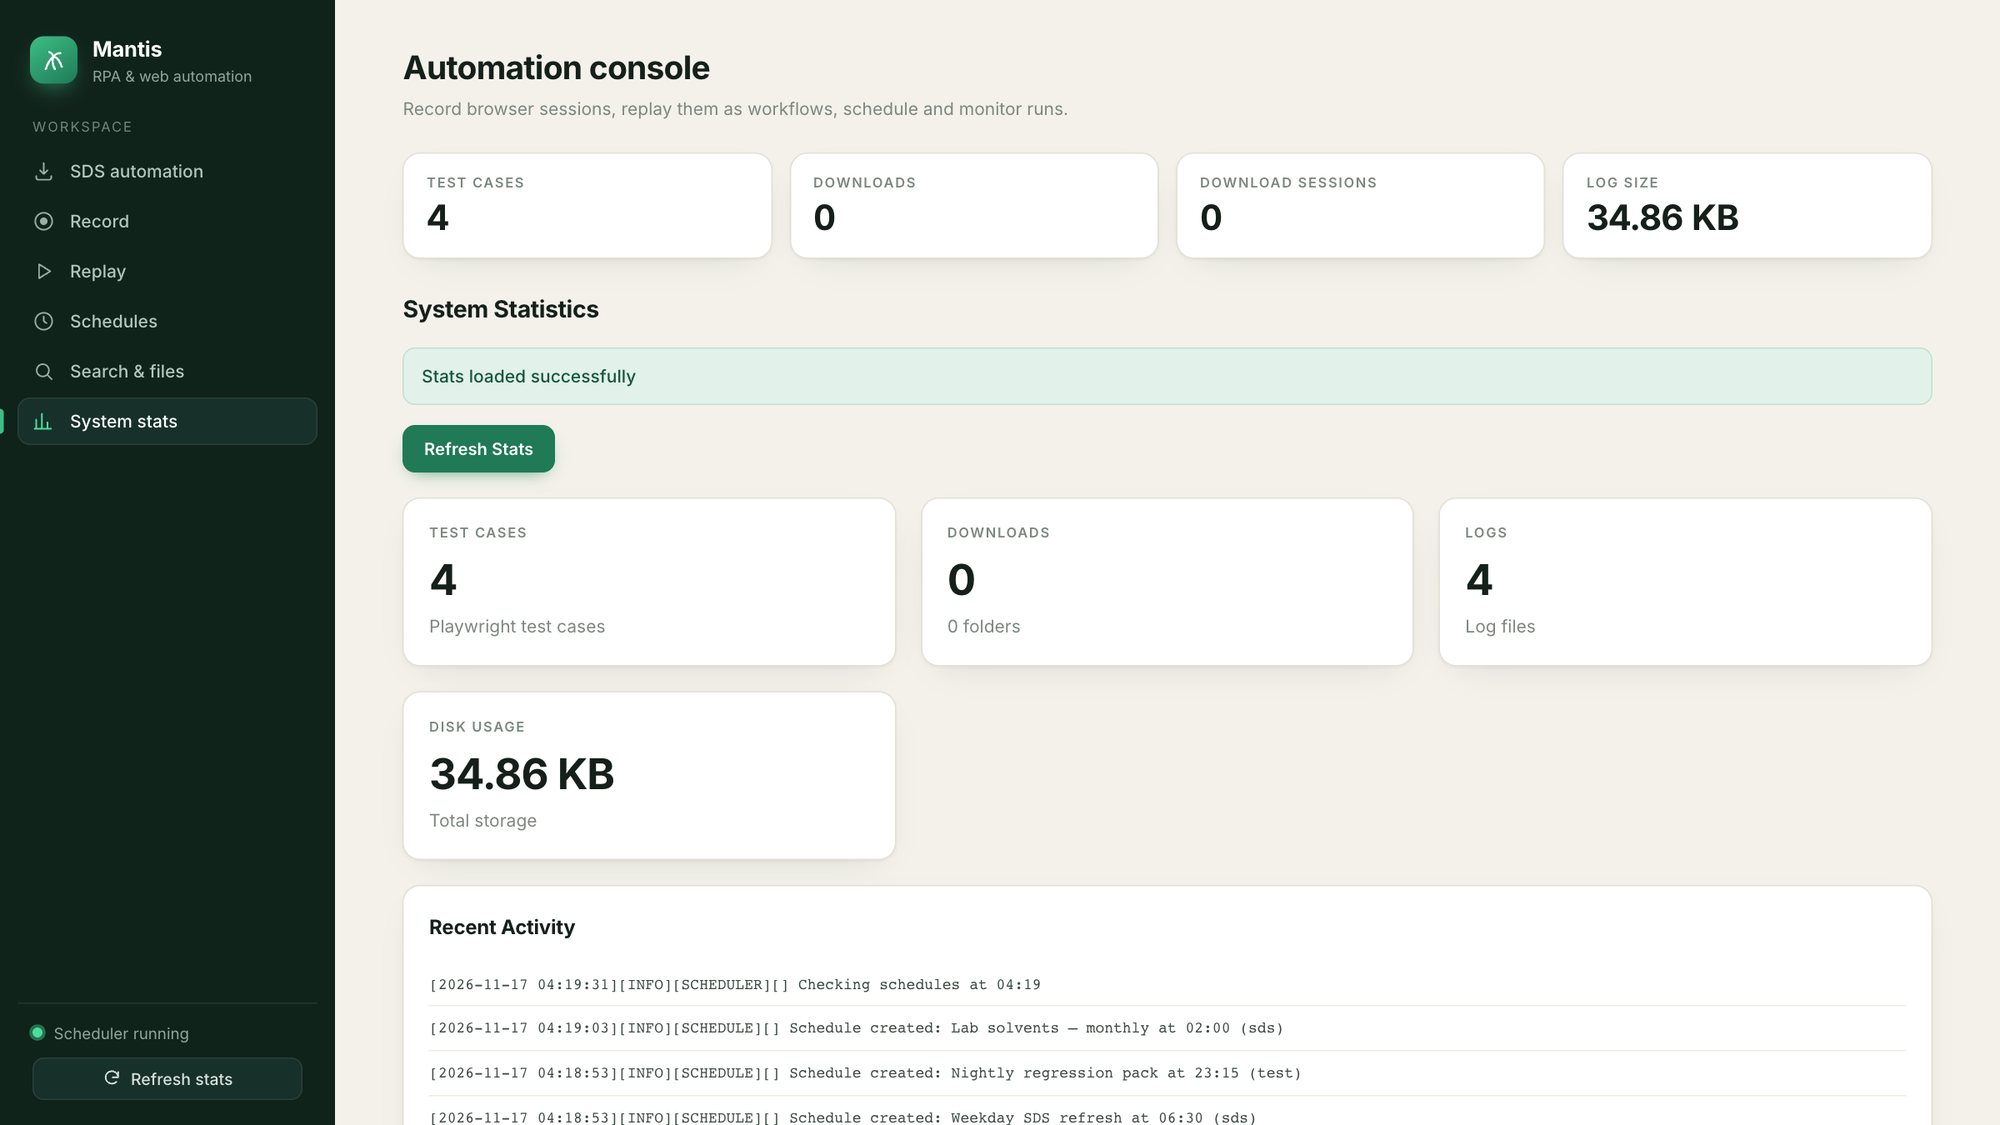 Mantis
RPA & web automation
WORKSPACE
SDS automation
Record
Replay
Schedules
Search & files
System stats
Scheduler running
Refresh stats
Automation console
Record browser sessions, replay them as workflows, schedule and monitor runs.
TEST CASES
4
DOWNLOADS
0
DOWNLOAD SESSIONS
0
LOG SIZE
34.86 KB
System Statistics
Stats loaded successfully
Refresh Stats
TEST CASES
4
Playwright test cases
DOWNLOADS
0
0 folders
LOGS
4
Log files
DISK USAGE
34.86 KB
Total storage
Recent Activity
[2026-11-17 04:19:31][INFO][SCHEDULER][] Checking schedules at 04:19
[2026-11-17 04:19:03][INFO][SCHEDULE][] Schedule created: Lab solvents — monthly at 02:00 (sds)
[2026-11-17 04:18:53][INFO][SCHEDULE][] Schedule created: Nightly regression pack at 23:15 (test)
[2026-11-17 04:18:53][INFO][SCHEDULE][] Schedule created: Weekday SDS refresh at 06:30 (sds)